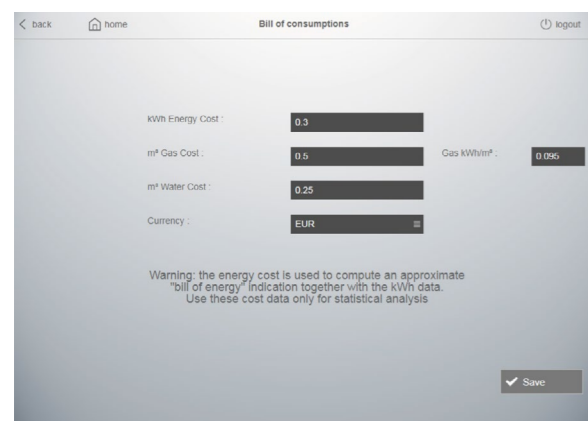 back home Bill of consumptions logout
kWh Energy Cost : 0.3
m³ Gas Cost : 0.5 Gas kWh/m³ : 0.095
m³ Water Cost : 0.25
Currency : EUR
Warning: the energy cost is used to compute an approximate
"bill of energy" indication together with the kWh data.
Use these cost data only for statistical analysis
Save